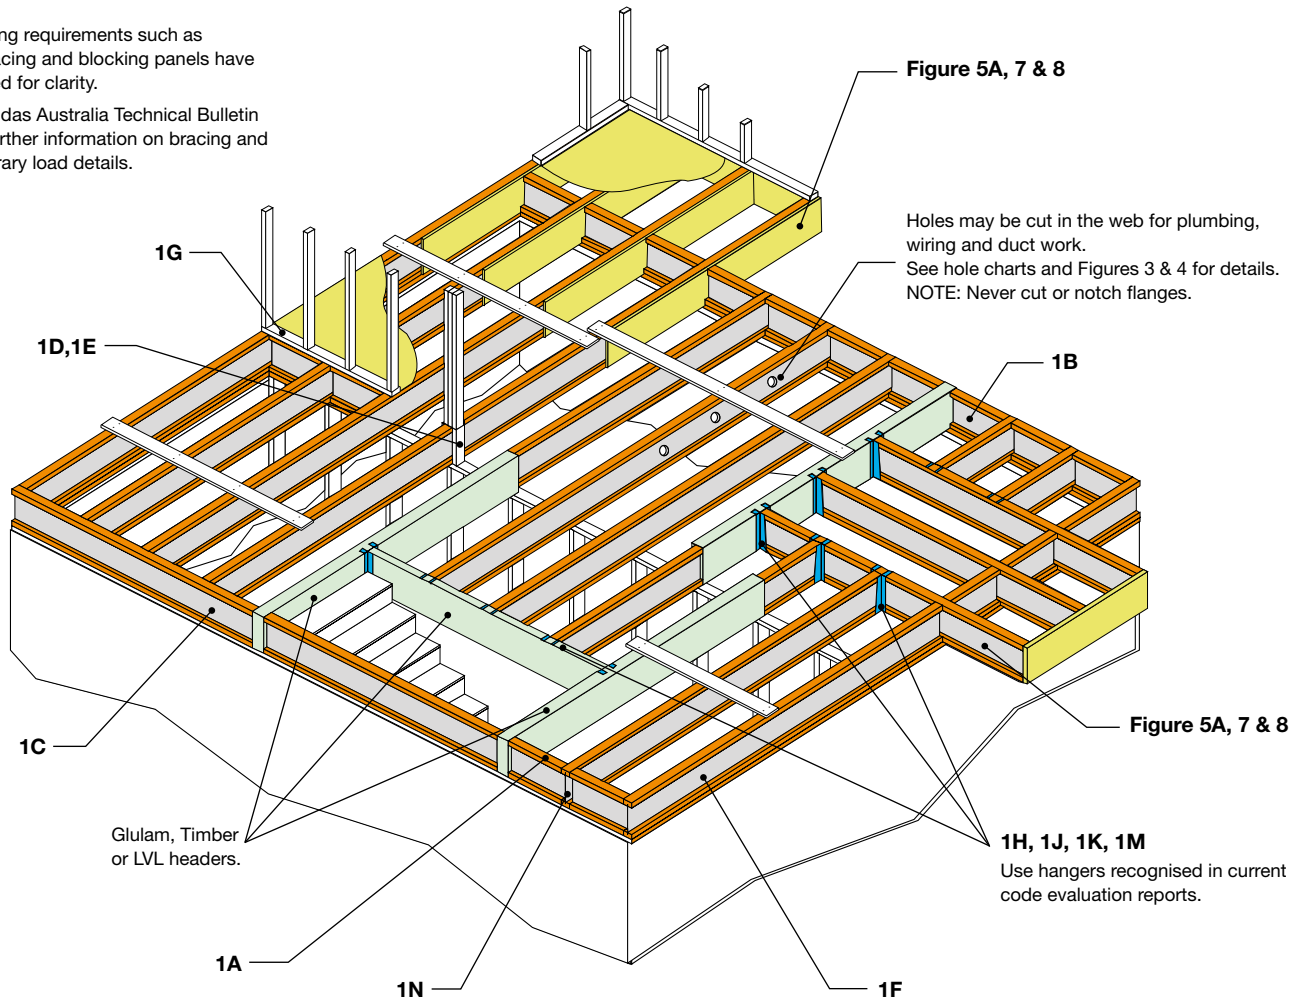 ng requirements such as
acing and blocking panels have
ed for clarity.
das Australia Technical Bulletin
urther information on bracing and
rary load details.
Figure 5A, 7 & 8
Holes may be cut in the web for plumbing,
wiring and duct work.
See hole charts and Figures 3 & 4 for details.
NOTE: Never cut or notch flanges.
1G
1D,1E
1B
1C
Figure 5A, 7 & 8
Glulam, Timber
or LVL headers.
1H, 1J, 1K, 1M
Use hangers recognised in current
code evaluation reports.
1A
1N
1F